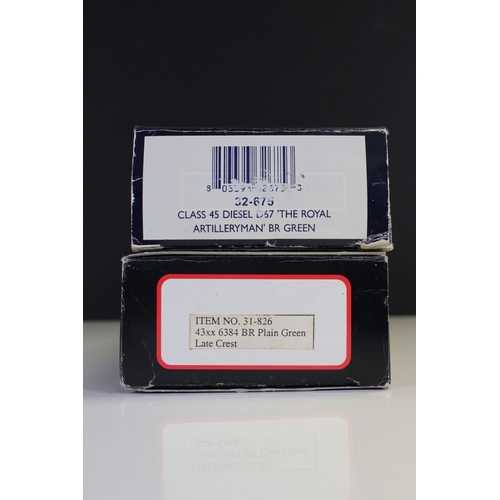 32-675
CLASS 45 DIESEL D67 'THE ROYAL
ARTILLERYMAN' BR GREEN
ITEM NO. 31-826
43xx 6384 BR Plain Green
Late Crest